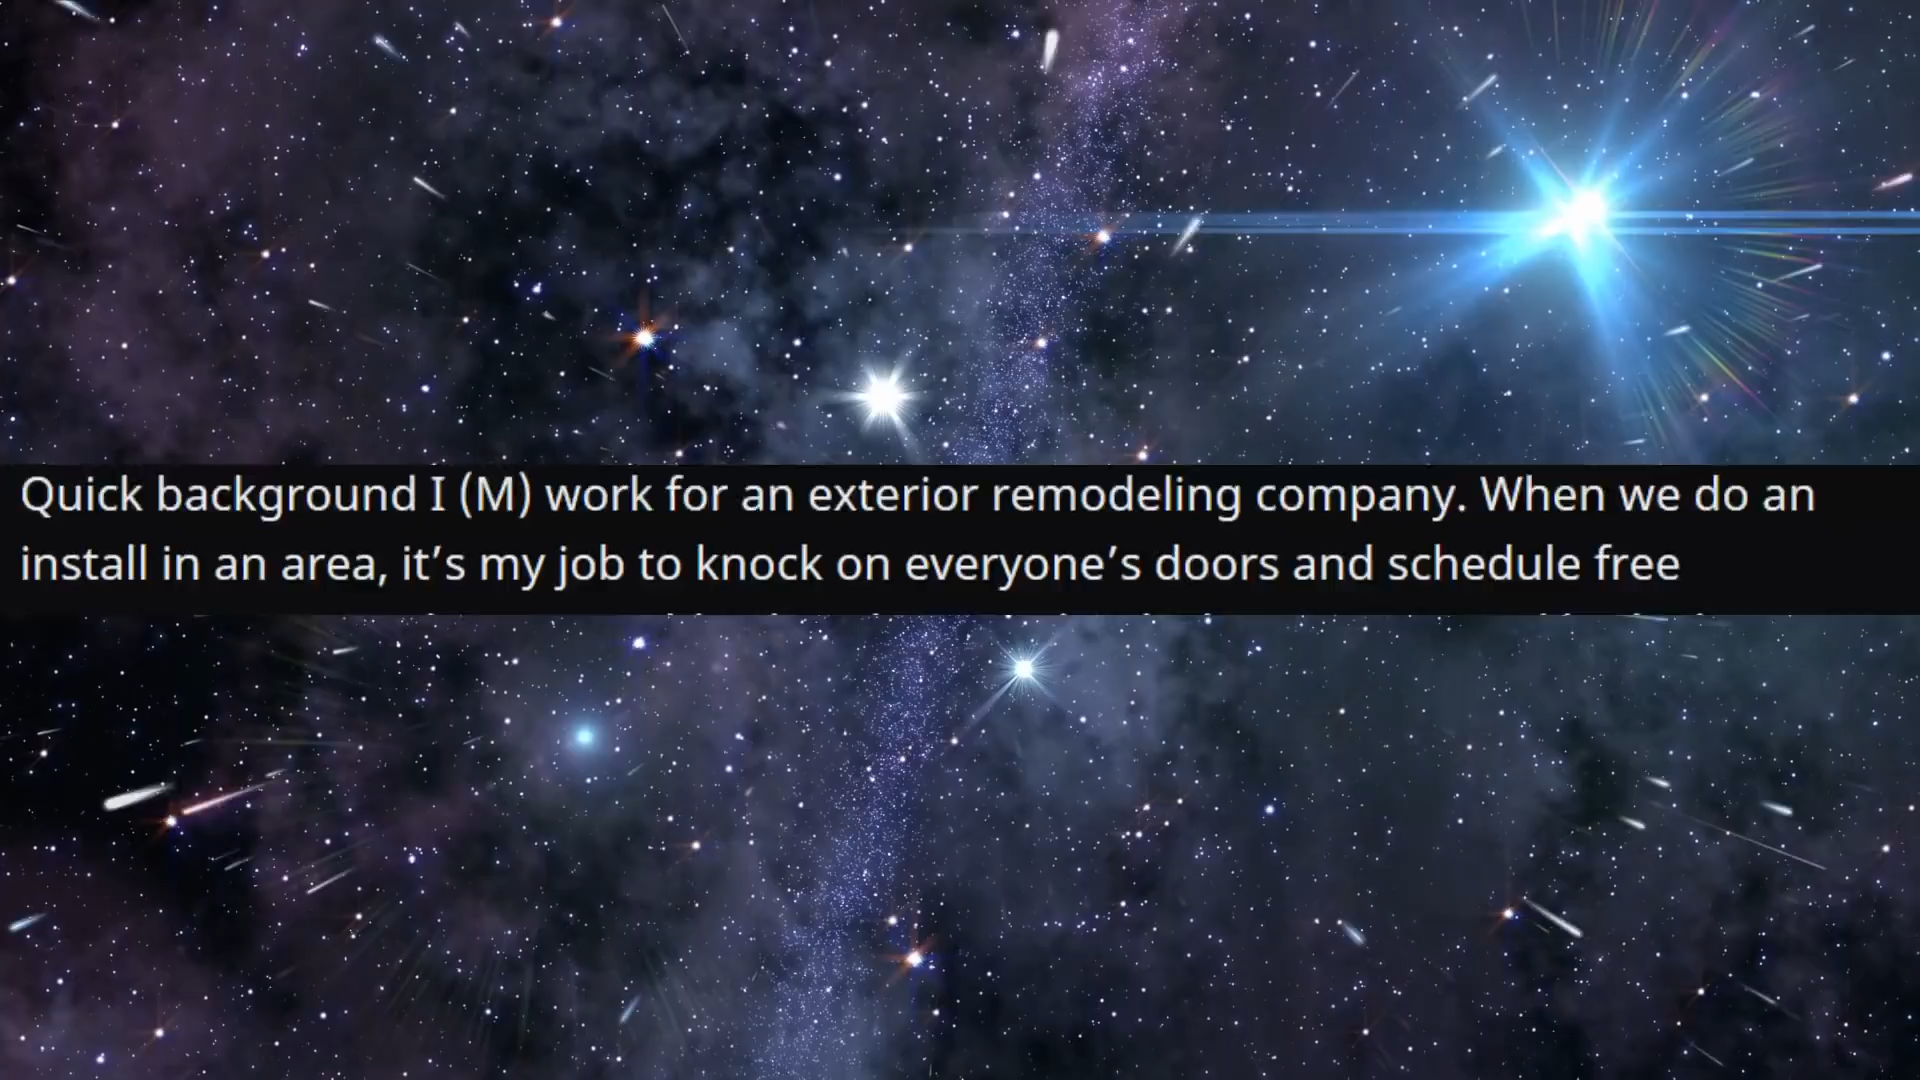 Quick background I (M) work for an exterior remodeling company. When we do an
install in an area, it’s my job to knock on everyone’s doors and schedule free